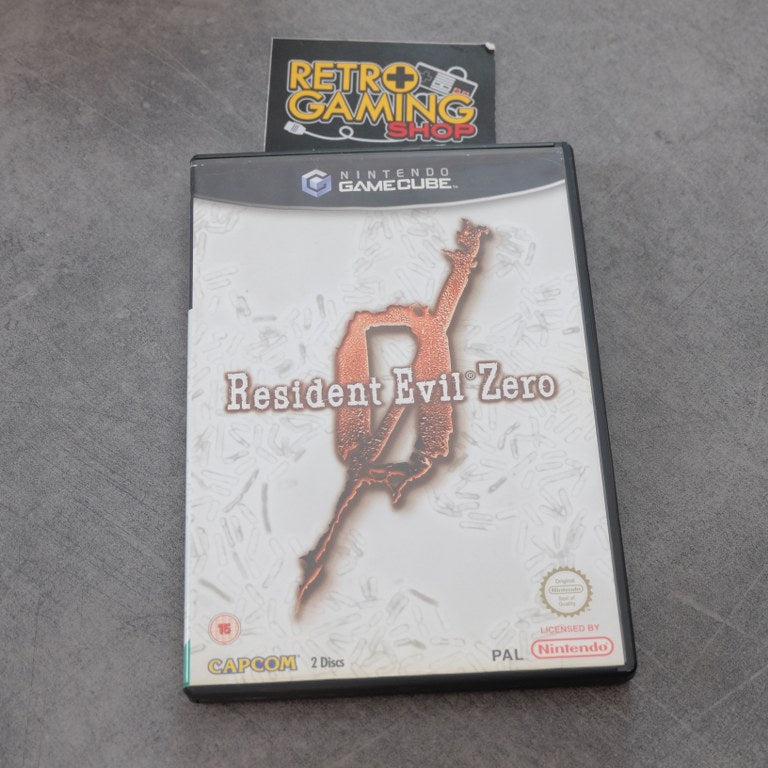 RETRO
GAMING
SHOP
NINTENDO
GAMECUBE™
Resident Evil® Zero
Original
Nintendo
Seal of
Quality
15
LICENSED BY
CAPCOM
2 Discs
PAL
Nintendo®